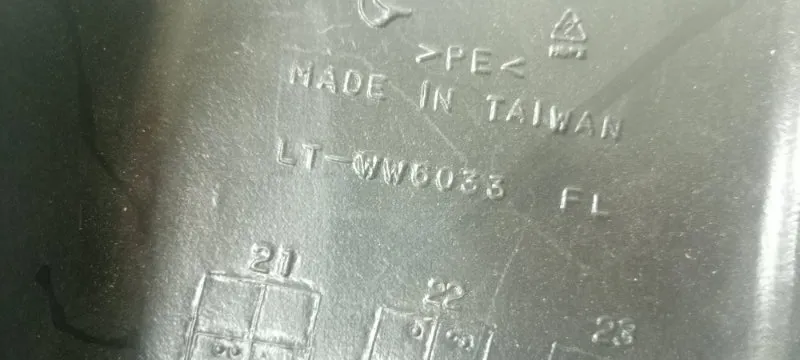 >PE<
MADE IN TAIWAN
LT-WW6033 FL
21
22
23